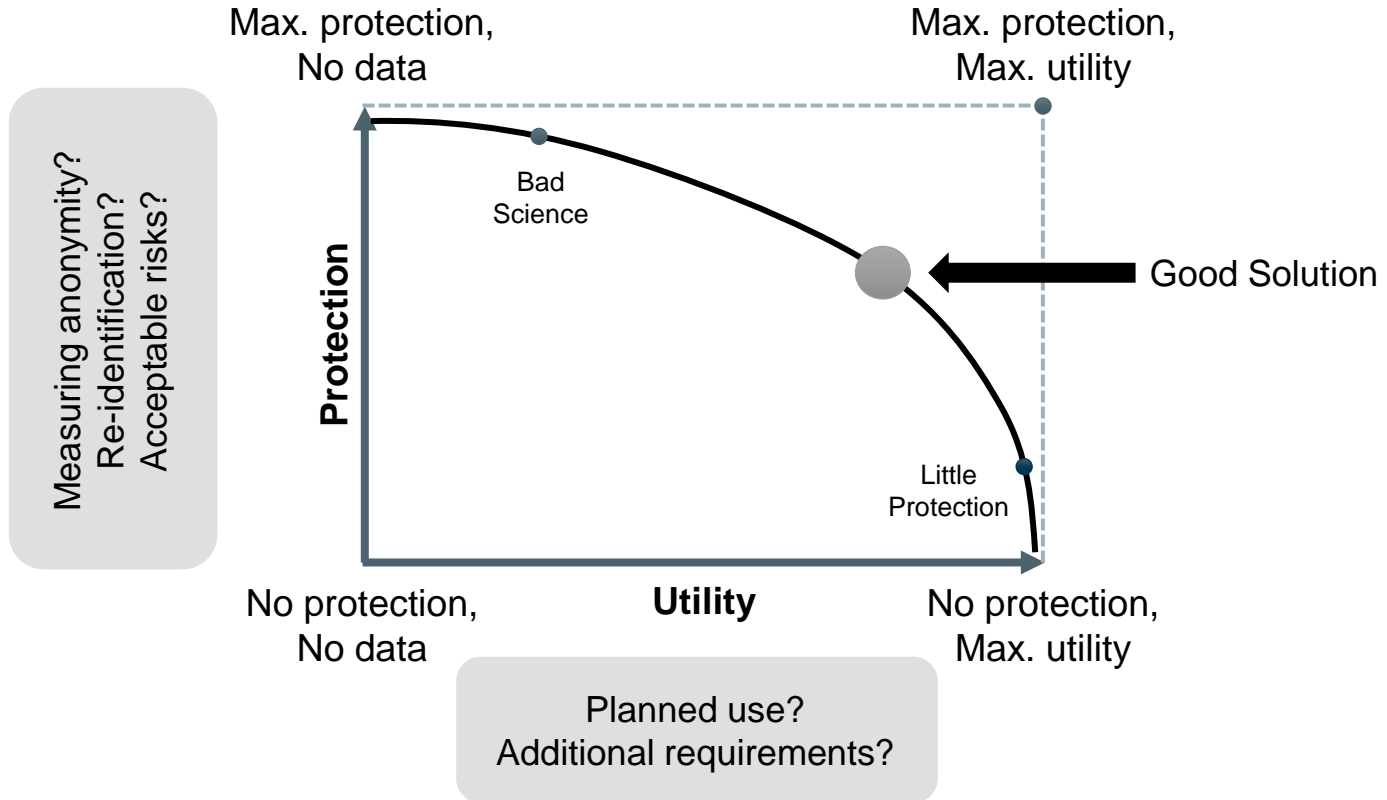 Max. protection,
No data
Max. protection,
Max. utility
Measuring anonymity?
Re-identification?
Acceptable risks?
Protection
Bad
Science
Good Solution
Little
Protection
No protection,
No data
Utility
No protection,
Max. utility
Planned use?
Additional requirements?